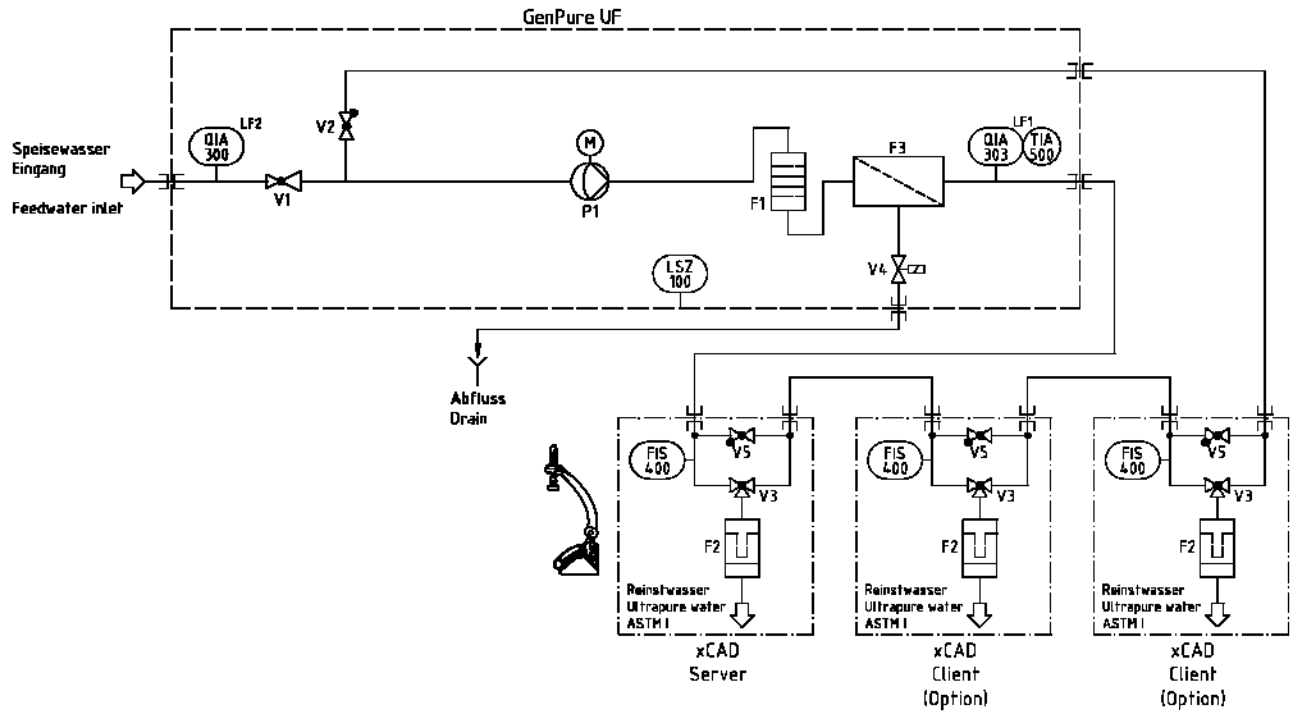 GenPure UF
LF2
QIA
300
V2
Speisewasser
Eingang
Feedwater inlet
V1
M
P1
F1
F3
LF1
QIA
303
TIA
500
V4
LSZ
100
Abfluss
Drain
FIS
400
V5
V3
F2
Reinstwasser
Ultrapure water
ASTM I
xCAD
Server
FIS
400
V5
V3
F2
Reinstwasser
Ultrapure water
ASTM I
xCAD
Client
(Option)
FIS
400
V5
V3
F2
Reinstwasser
Ultrapure water
ASTM I
xCAD
Client
(Option)